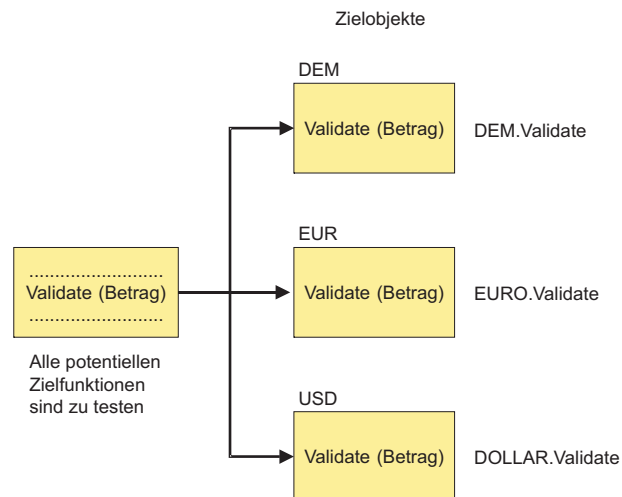 Zielobjekte
DEM
Validate (Betrag)
DEM.Validate
EUR
Validate (Betrag)
EURO.Validate
..........................
Validate (Betrag)
..........................
Alle potentiellen
Zielfunktionen
sind zu testen
USD
Validate (Betrag)
DOLLAR.Validate